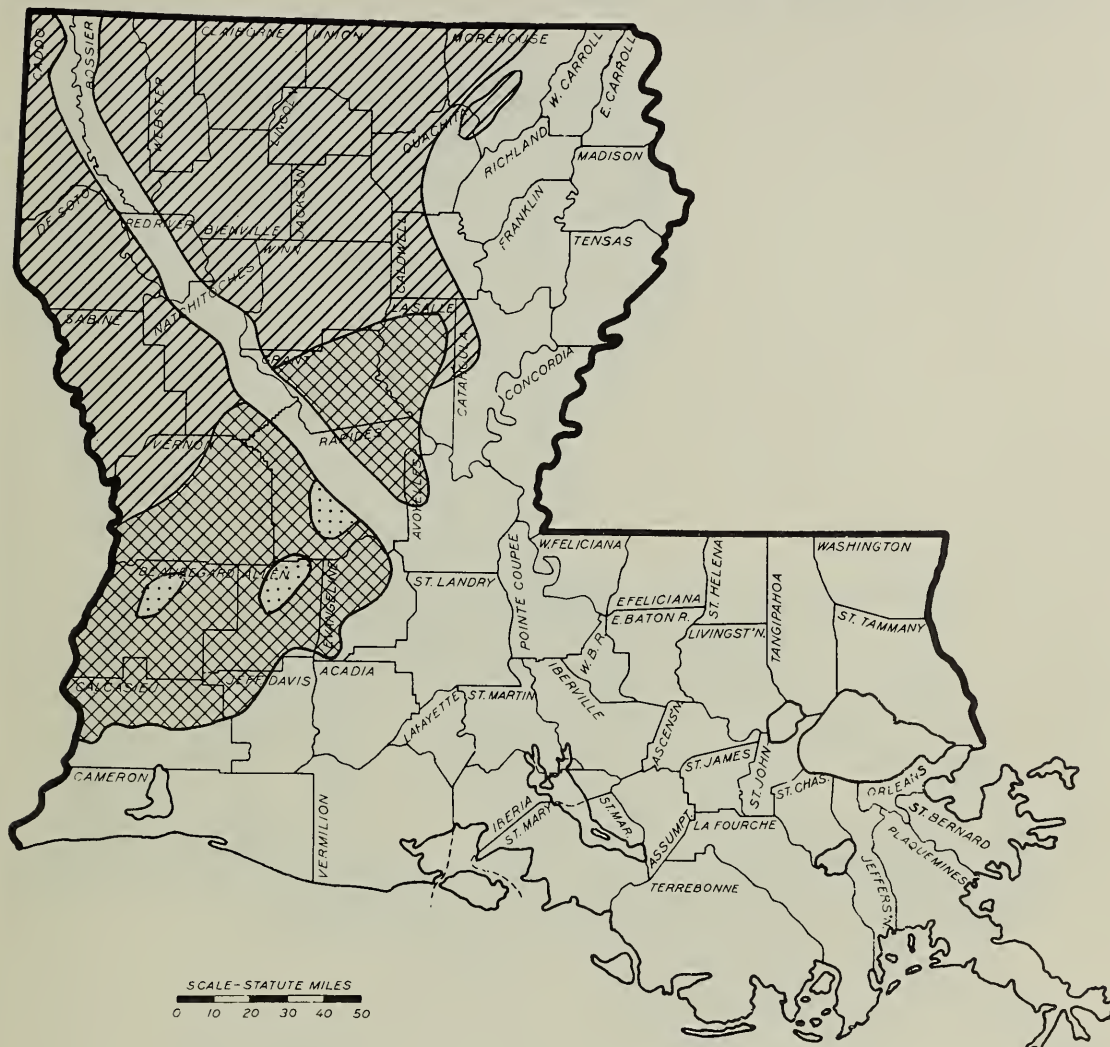 CADDO
BOSSIER
WEBSTER
CLAIBORNE
UNION
MOREHOUSE
W. CARROLL
E. CARROLL
LINCOLN
OUACHITA
RICHLAND
MADISON
DE SOTO
RED RIVER
BIENVILLE
JACKSON
CALDWELL
FRANKLIN
TENSAS
WINN
NATCHITOCHES
SABINE
GRANT
LA SALLE
CATAHOULA
CONCORDIA
VERNON
RAPIDES
AVOYELLES
BEAUREGARD
ALLEN
EVANGELINE
ST. LANDRY
POINTE COUPEE
W. FELICIANA
E FELICIANA
ST. HELENA
TANGIPAHOA
WASHINGTON
ST. TAMMANY
E. BATON R.
W.B.R.
LIVINGST'N.
CALCASIEU
JEFF DAVIS
ACADIA
LAFAYETTE
ST. MARTIN
IBERVILLE
ASCENS'N.
ST. JAMES
ST. JOHN
ST. CHAS.
ORLEANS
ST. BERNARD
PLAQUEMINES
CAMERON
VERMILION
IBERIA
ST. MARY
ST. MAR.
ASSUMPT.
LA FOURCHE
JEFFERS'N.
TERREBONNE
SCALE-STATUTE MILES
0 10 20 30 40 50